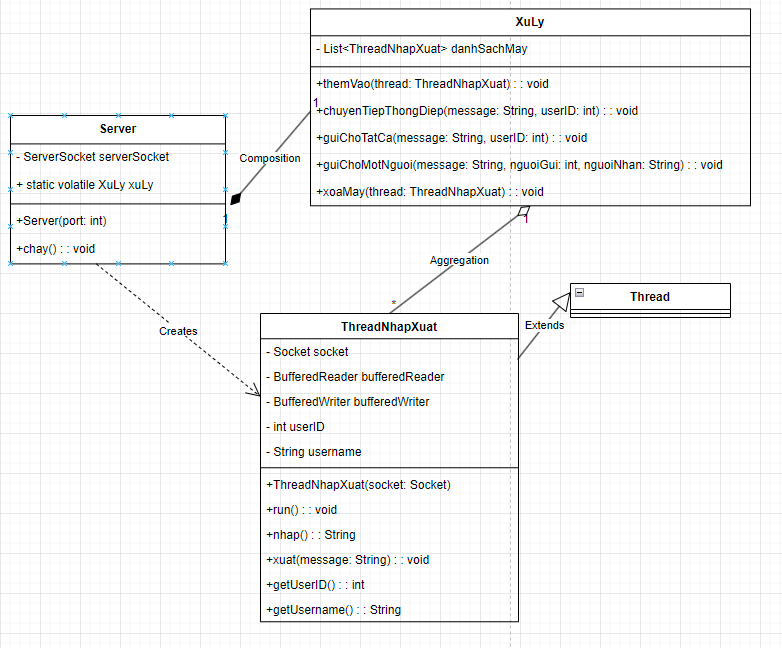 XuLy
- List<ThreadNhapXuat> danhSachMay
+themVao(thread: ThreadNhapXuat) : : void
+chuyenTiepThongDiep(message: String, userID: int) : : void
+guiChoTatCa(message: String, userID: int) : : void
+guiChoMotNguoi(message: String, nguoiGui: int, nguoiNhan: String) : : void
+xoaMay(thread: ThreadNhapXuat) : : void
1
Server
- ServerSocket serverSocket
+ static volatile XuLy xuLy
+Server(port: int)
+chay() : : void
1
Composition
1
Aggregation
*
Creates
Extends
Thread
ThreadNhapXuat
- Socket socket
- BufferedReader bufferedReader
- BufferedWriter bufferedWriter
- int userID
- String username
+ThreadNhapXuat(socket: Socket)
+run() : : void
+nhap() : : String
+xuat(message: String) : : void
+getUserID() : : int
+getUsername() : : String